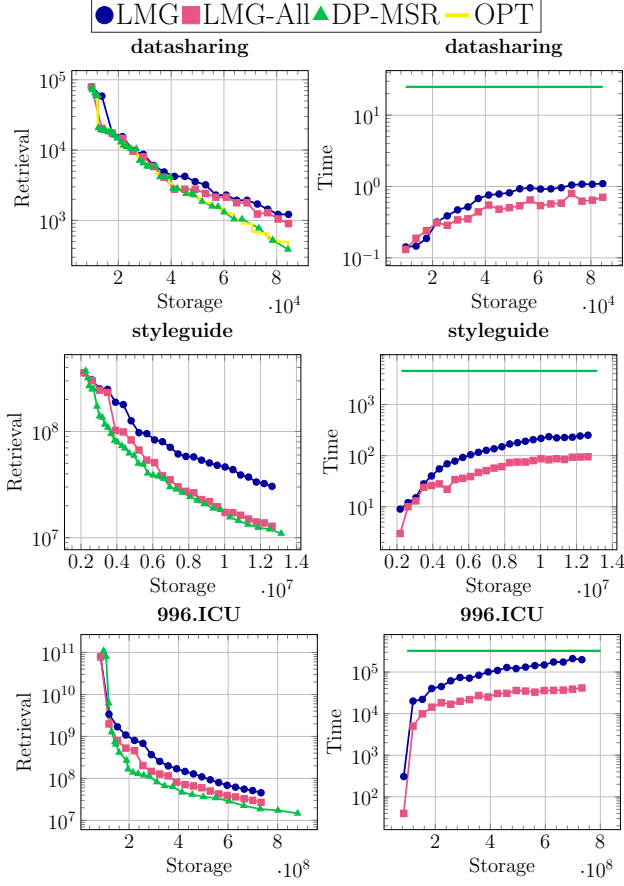 LMG LMG-All DP-MSR OPT
datasharing datasharing
10^5
10^4
10^3
Retrieval
2 4 6 8
Storage
·10^4
10^1
10^0
10^-1
Time
2 4 6 8
Storage
·10^4
styleguide styleguide
10^8
10^7
Retrieval
0.2 0.4 0.6 0.8 1.0 1.2 1.4
Storage
·10^7
10^3
10^2
10^1
Time
0.2 0.4 0.6 0.8 1.0 1.2 1.4
Storage
·10^7
996.ICU 996.ICU
10^11
10^10
10^9
10^8
10^7
Retrieval
2 4 6 8
Storage
·10^8
10^5
10^4
10^3
10^2
Time
2 4 6 8
Storage
·10^8